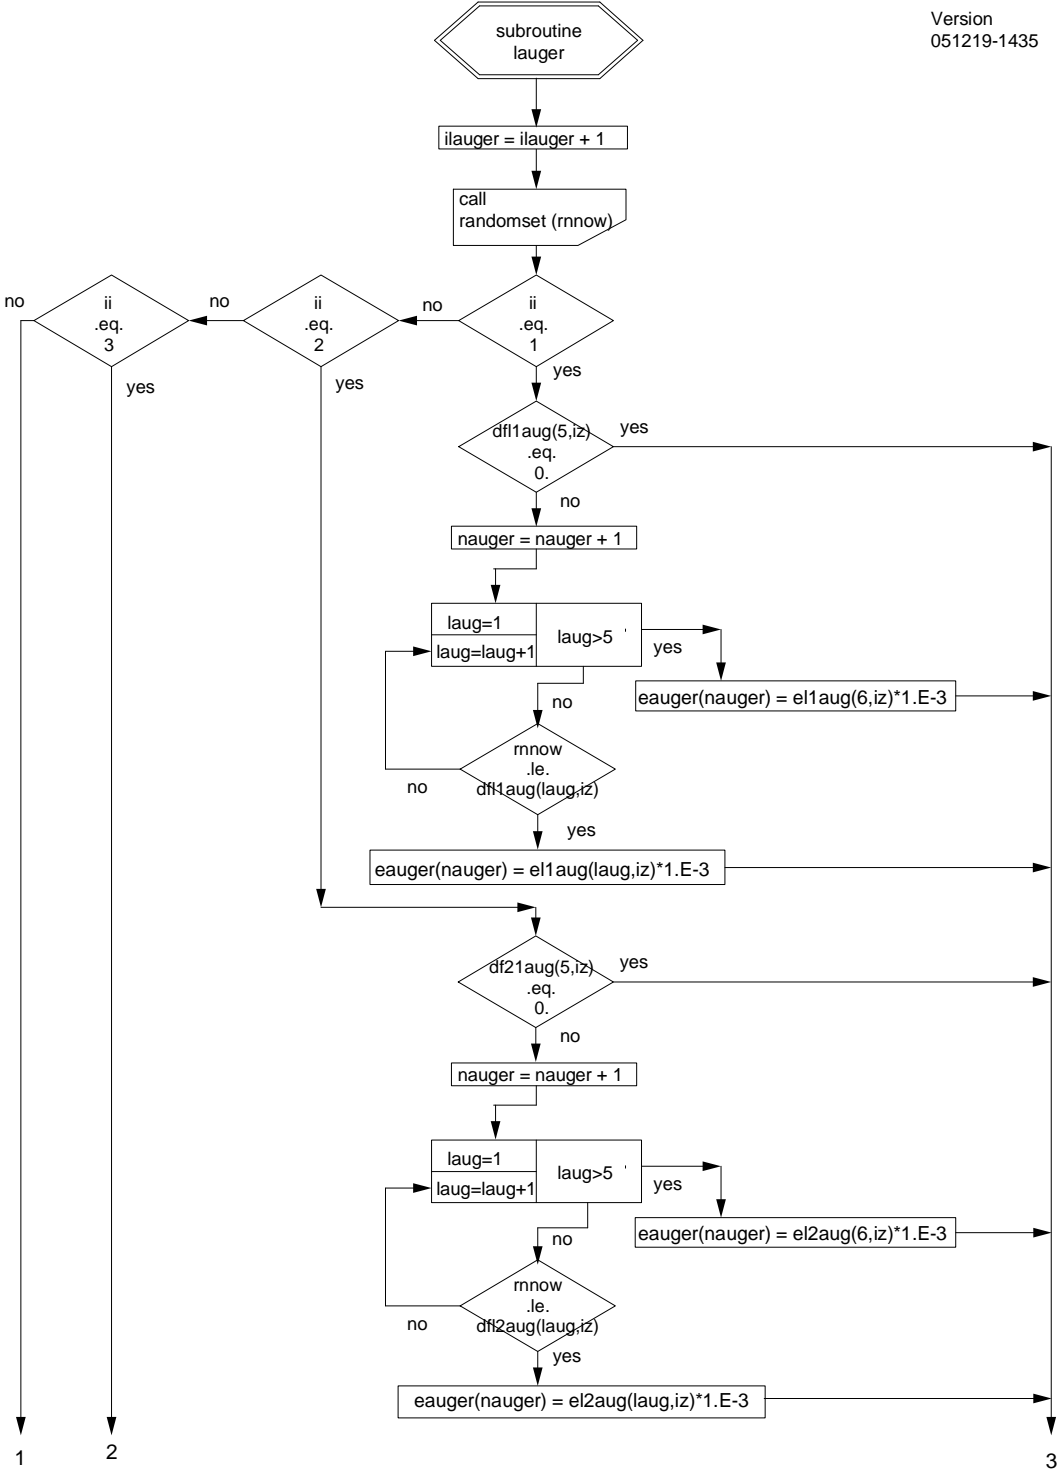 subroutine
lauger
Version
051219-1435
ilauger = ilauger + 1
call
randomset (rnnow)
no
ii
.eq.
3
yes
no
ii
.eq.
2
yes
no
ii
.eq.
1
yes
dfl1aug(5,iz)
.eq.
0.
yes
no
nauger = nauger + 1
laug=1
laug=laug+1
laug>5
yes
no
eauger(nauger) = el1aug(6,iz)*1.E-3
rnnow
.le.
dfl1aug(laug,iz)
no
yes
eauger(nauger) = el1aug(laug,iz)*1.E-3
df21aug(5,iz)
.eq.
0.
yes
no
nauger = nauger + 1
laug=1
laug=laug+1
laug>5
yes
no
eauger(nauger) = el2aug(6,iz)*1.E-3
rnnow
.le.
dfl2aug(laug,iz)
no
yes
eauger(nauger) = el2aug(laug,iz)*1.E-3
1
2
3